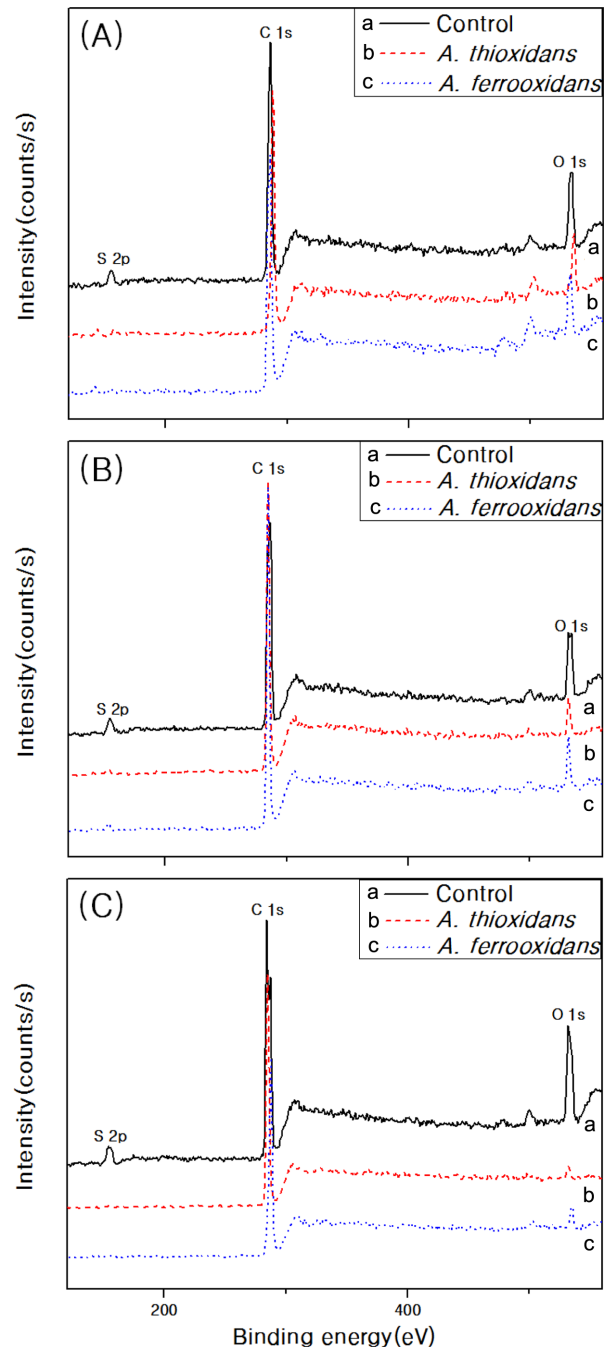 (A)
C 1s
a Control
b A. thioxidans
c A. ferrooxidans
O 1s
S 2p
a
b
c
Intensity(counts/s)
(B)
C 1s
a Control
b A. thioxidans
c A. ferrooxidans
O 1s
S 2p
a
b
c
Intensity(counts/s)
(C)
C 1s
a Control
b A. thioxidans
c A. ferrooxidans
O 1s
S 2p
a
b
c
Intensity(counts/s)
200 400
Binding energy(eV)